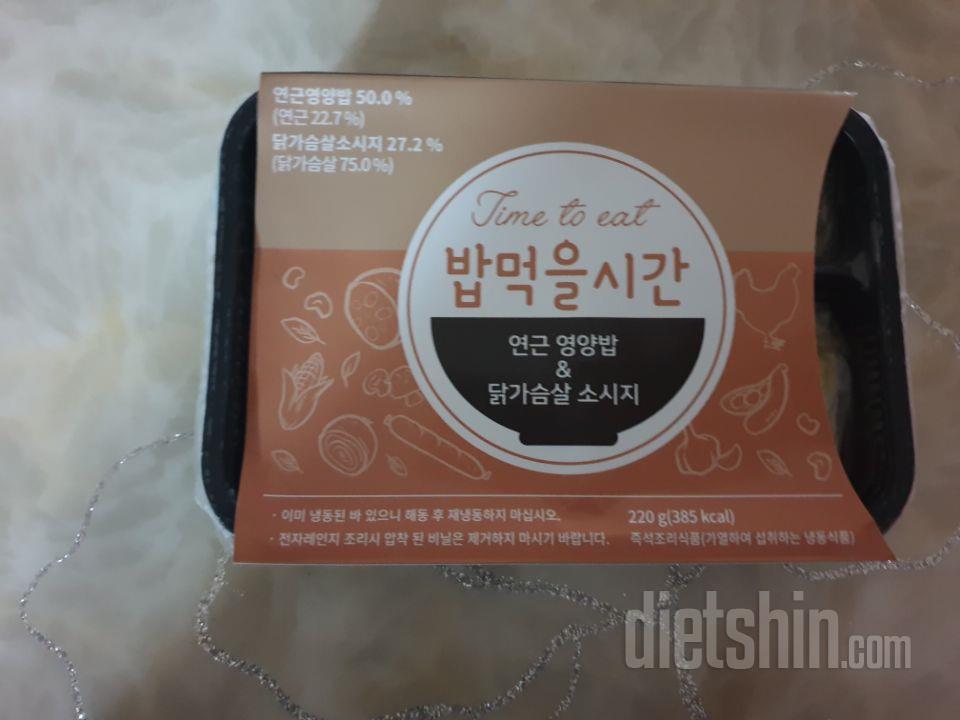 연근영양밥 50.0 %
(연근 22.7 %)
닭가슴살소시지 27.2 %
(닭가슴살 75.0 %)
Time to eat
밥먹을시간
연근 영양밥
&
닭가슴살 소시지
· 이미 냉동된 바 있으니 해동 후 재냉동하지 마십시오.
· 전자레인지 조리시 압착 된 비닐은 제거하지 마시기 바랍니다.
220 g(385 kcal)
즉석조리식품(가열하여 섭취하는 냉동식품)
dietshin.com